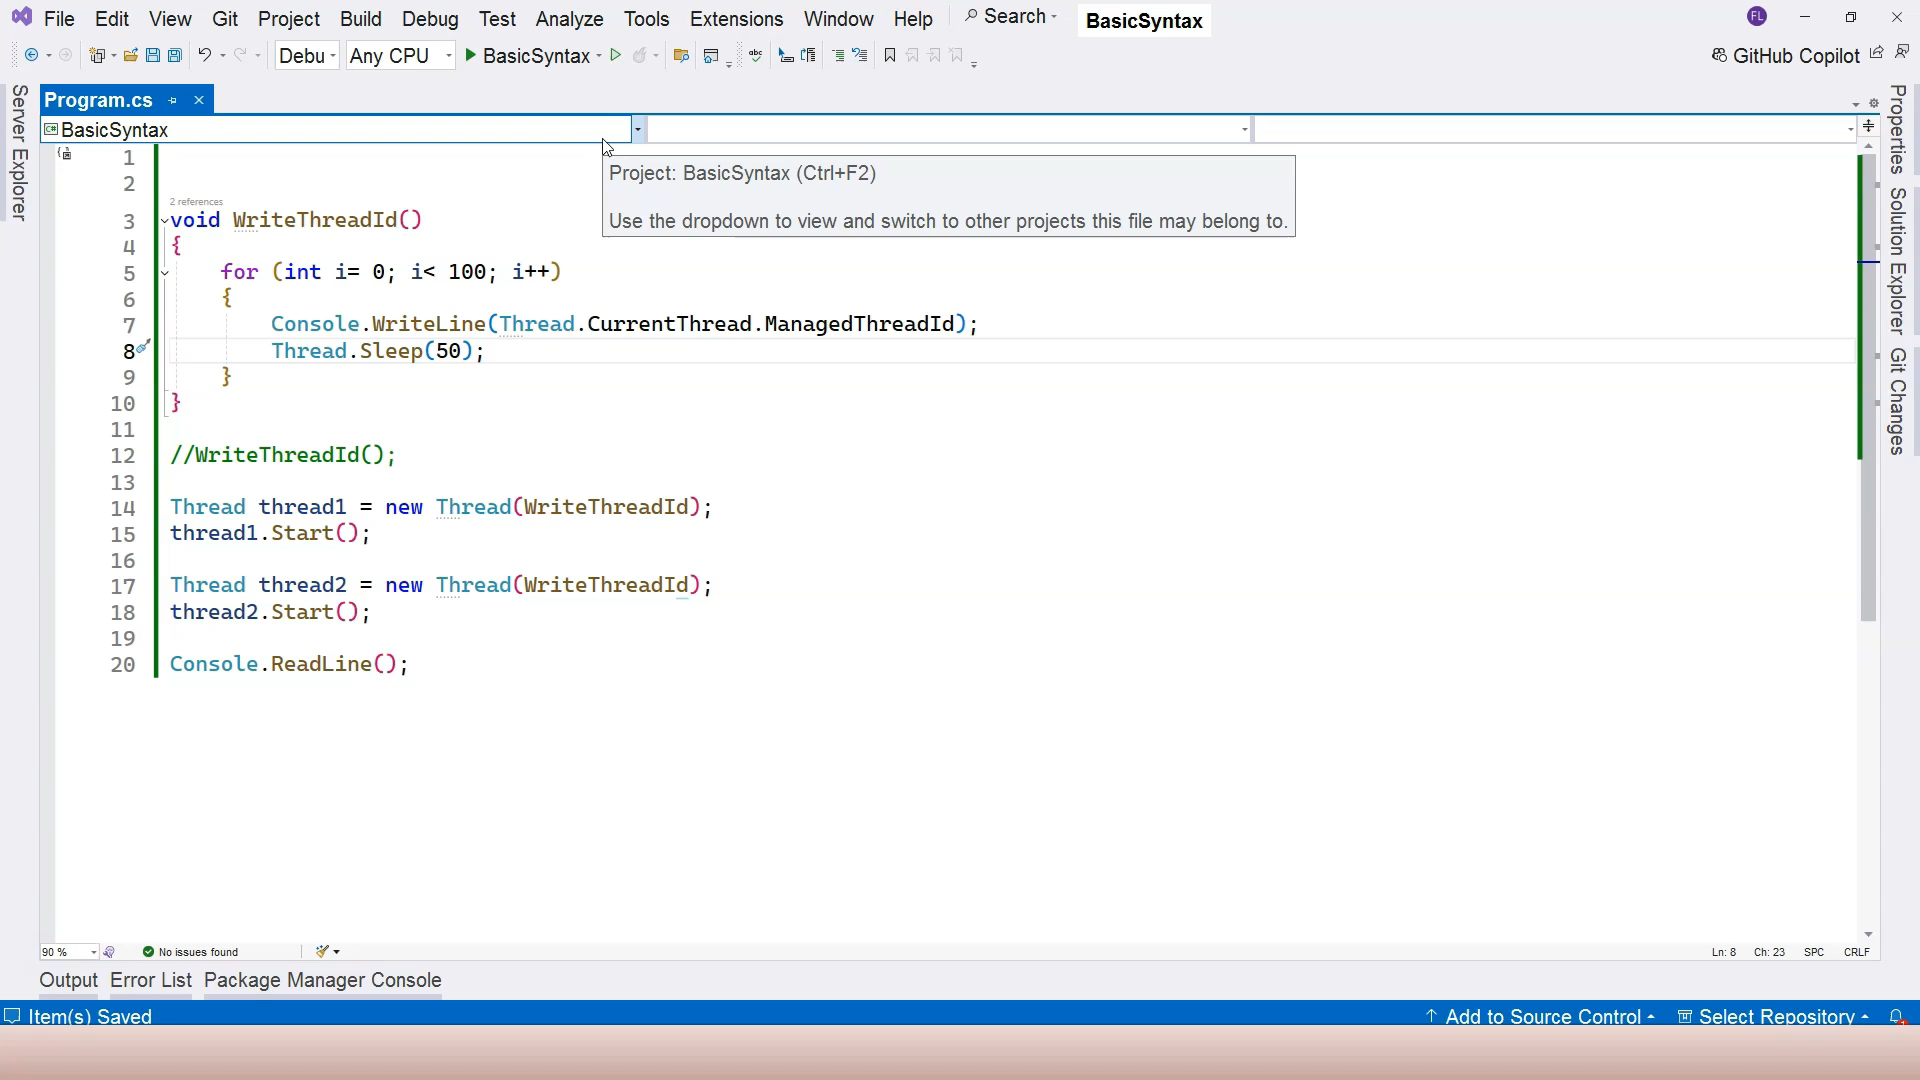 File Edit View Git Project Build Debug Test Analyze Tools Extensions Window Help Search BasicSyntax FL
Debu Any CPU BasicSyntax GitHub Copilot
Server Explorer
Program.cs
C# BasicSyntax
Project: BasicSyntax (Ctrl+F2)
Use the dropdown to view and switch to other projects this file may belong to.
1
2
2 references
3 void WriteThreadId()
4 {
5 for (int i= 0; i< 100; i++)
6 {
7 Console.WriteLine(Thread.CurrentThread.ManagedThreadId);
8 Thread.Sleep(50);
9 }
10 }
11
12 //WriteThreadId();
13
14 Thread thread1 = new Thread(WriteThreadId);
15 thread1.Start();
16
17 Thread thread2 = new Thread(WriteThreadId);
18 thread2.Start();
19
20 Console.ReadLine();
Properties
Solution Explorer
Git Changes
90 % No issues found Ln: 8 Ch: 23 SPC CRLF
Output Error List Package Manager Console
Item(s) Saved Add to Source Control Select Repository